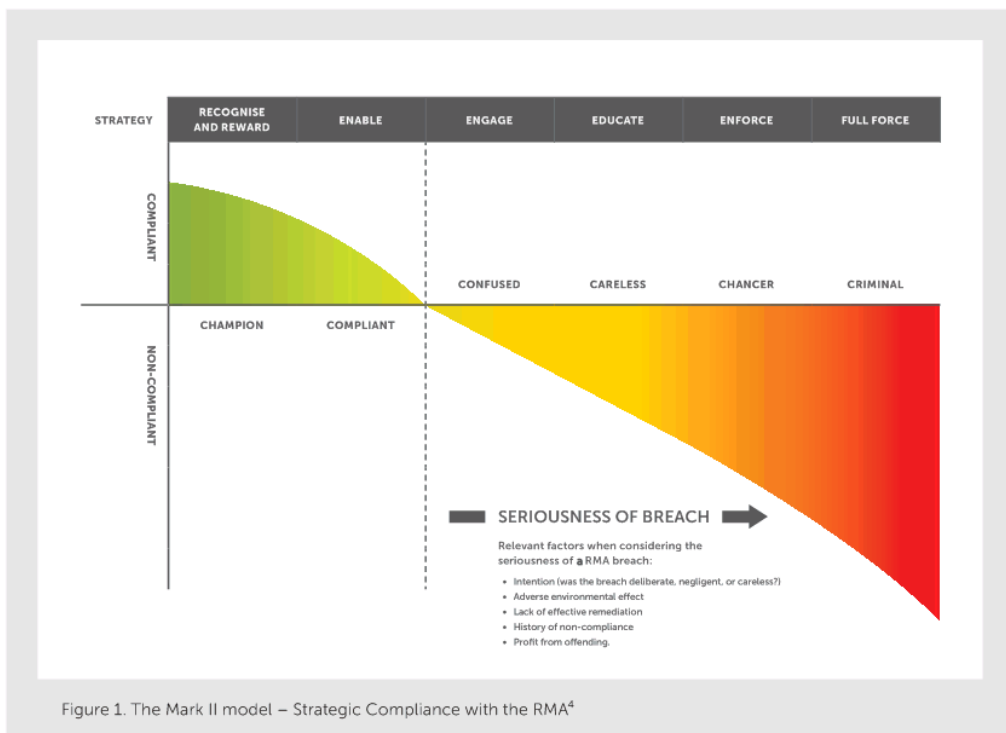 STRATEGY
RECOGNISE
AND REWARD
ENABLE
ENGAGE
EDUCATE
ENFORCE
FULL FORCE
COMPLIANT
CONFUSED
CARELESS
CHANCER
CRIMINAL
CHAMPION
COMPLIANT
NON-COMPLIANT
SERIOUSNESS OF BREACH
Relevant factors when considering the
seriousness of a RMA breach:
• Intention (was the breach deliberate, negligent, or careless?)
• Adverse environmental effect
• Lack of effective remediation
• History of non-compliance
• Profit from offending.
Figure 1. The Mark II model – Strategic Compliance with the RMA⁴